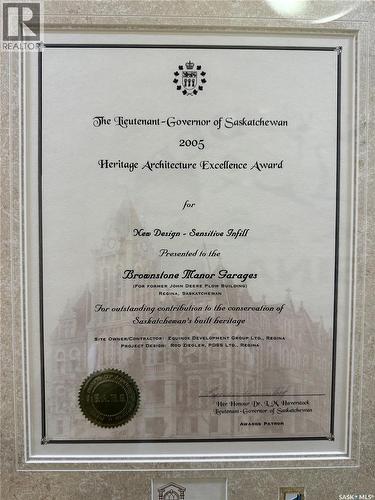 REALTOR®
The Lieutenant-Governor of Saskatchewan
2005
Heritage Architecture Excellence Award
for
New Design - Sensitive Infill
Presented to the
Brownstone Manor Garages
(For former John Deere Plow Building)
Regina, Saskatchewan
For outstanding contribution to the conservation of
Saskatchewan's built heritage
Site Owner/Contractor: Equinox Development Group Ltd., Regina
Project Design: Rod Ziegler, PDBS Ltd., Regina
Her Honour Dr. L.M. Haverstock
Lieutenant-Governor of Saskatchewan
Awards Patron
SASK • MLS®